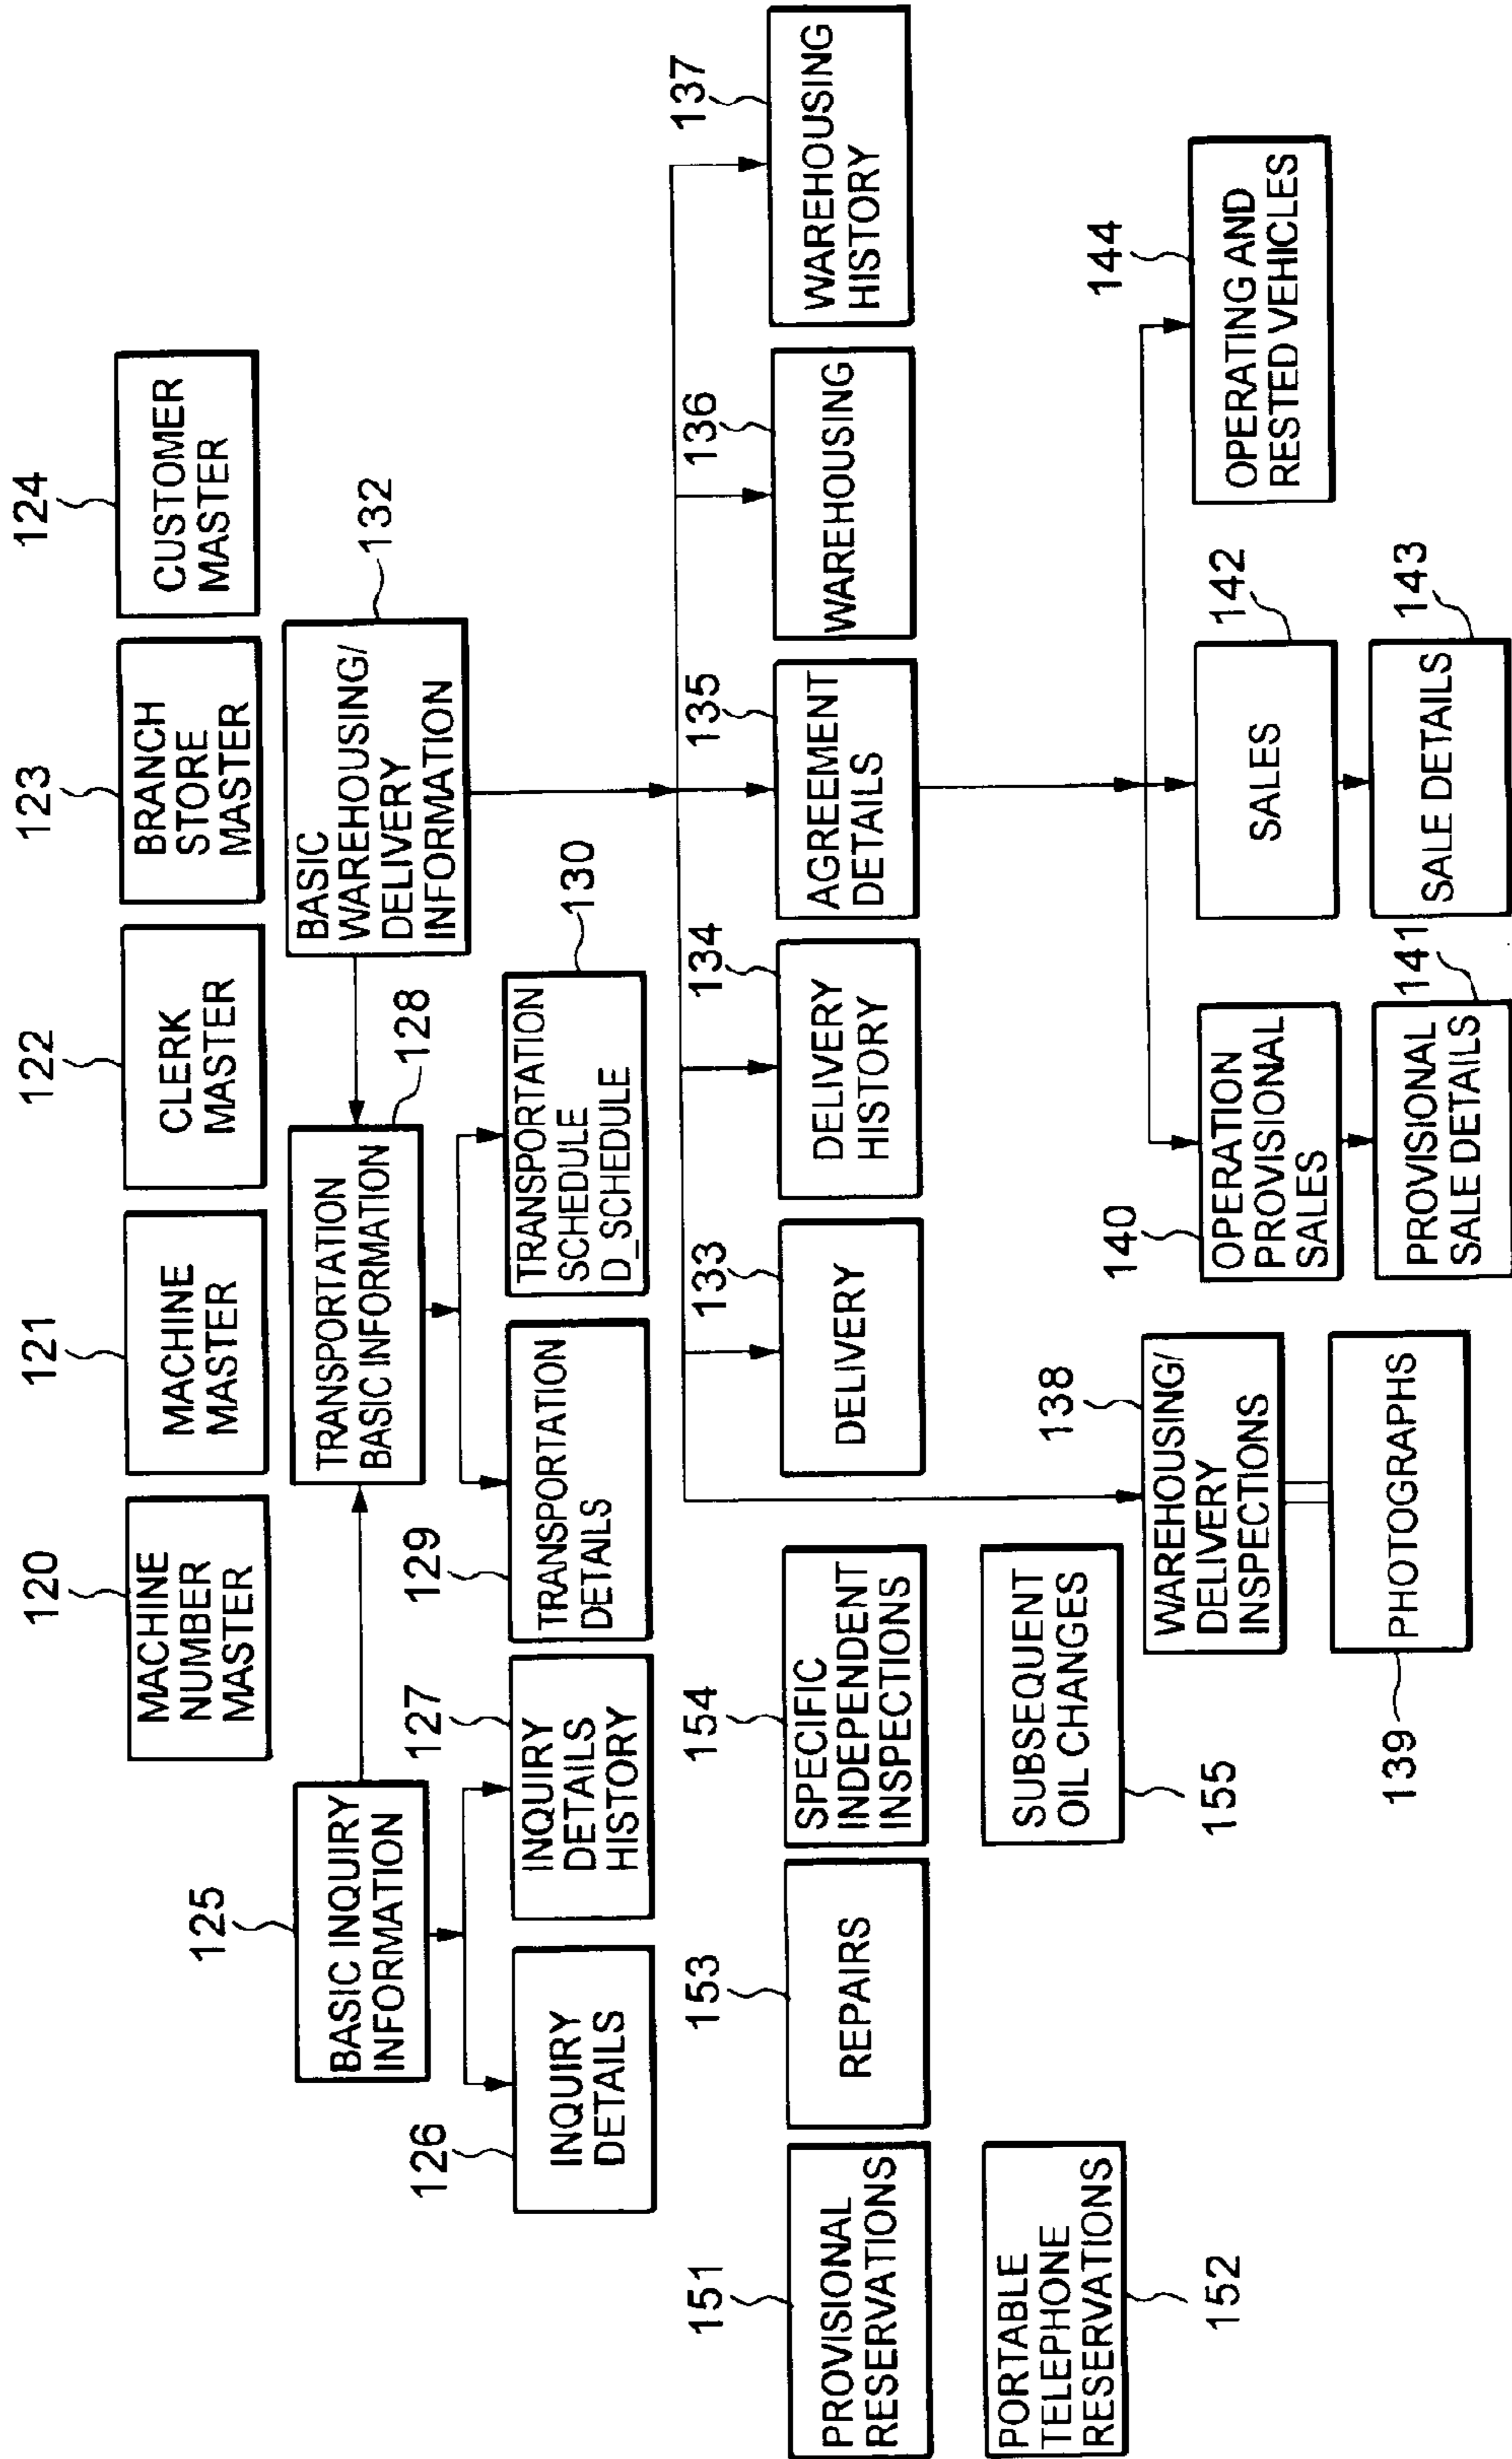 120
MACHINE
NUMBER
MASTER
121
MACHINE
MASTER
122
CLERK
MASTER
123
BRANCH
STORE
MASTER
124
CUSTOMER
MASTER
125
BASIC INQUIRY
INFORMATION
TRANSPORTATION
BASIC INFORMATION
128
BASIC
WAREHOUSING/
DELIVERY
INFORMATION
132
126
INQUIRY
DETAILS
127
INQUIRY
DETAILS
HISTORY
129
TRANSPORTATION
DETAILS
130
TRANSPORTATION
SCHEDULE
D_SCHEDULE
151
PROVISIONAL
RESERVATIONS
153
REPAIRS
154
SPECIFIC
INDEPENDENT
INSPECTIONS
133
DELIVERY
134
DELIVERY
HISTORY
135
AGREEMENT
DETAILS
136
WAREHOUSING
137
WAREHOUSING
HISTORY
PORTABLE
TELEPHONE
RESERVATIONS
152
SUBSEQUENT
OIL CHANGES
155
138
WAREHOUSING/
DELIVERY
INSPECTIONS
139
PHOTOGRAPHS
140
OPERATION
PROVISIONAL
SALES
141
PROVISIONAL
SALE DETAILS
142
SALES
143
SALE DETAILS
144
OPERATING AND
RESTED VEHICLES